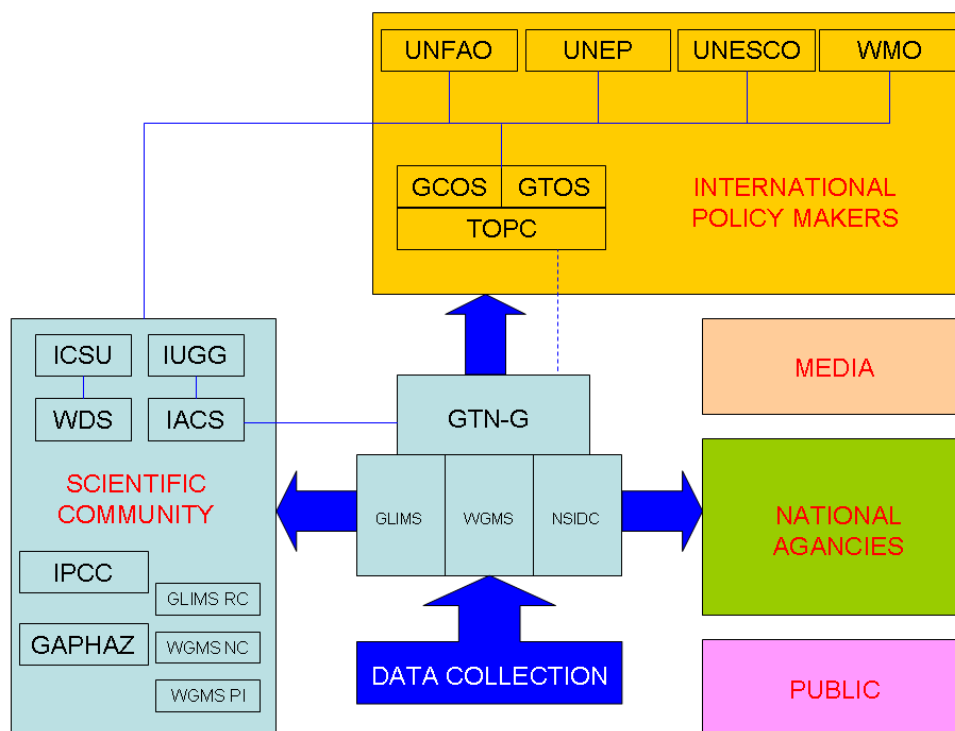 UNFAO
UNEP
UNESCO
WMO
GCOS
GTOS
TOPC
INTERNATIONAL
POLICY MAKERS
ICSU
IUGG
WDS
IACS
SCIENTIFIC
COMMUNITY
IPCC
GLIMS RC
GAPHAZ
WGMS NC
WGMS PI
GTN-G
GLIMS
WGMS
NSIDC
DATA COLLECTION
MEDIA
NATIONAL
AGANCIES
PUBLIC